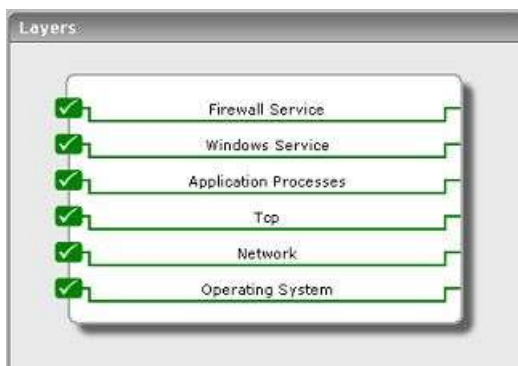 Layers
Firewall Service
Windows Service
Application Processes
Tcp
Network
Operating System